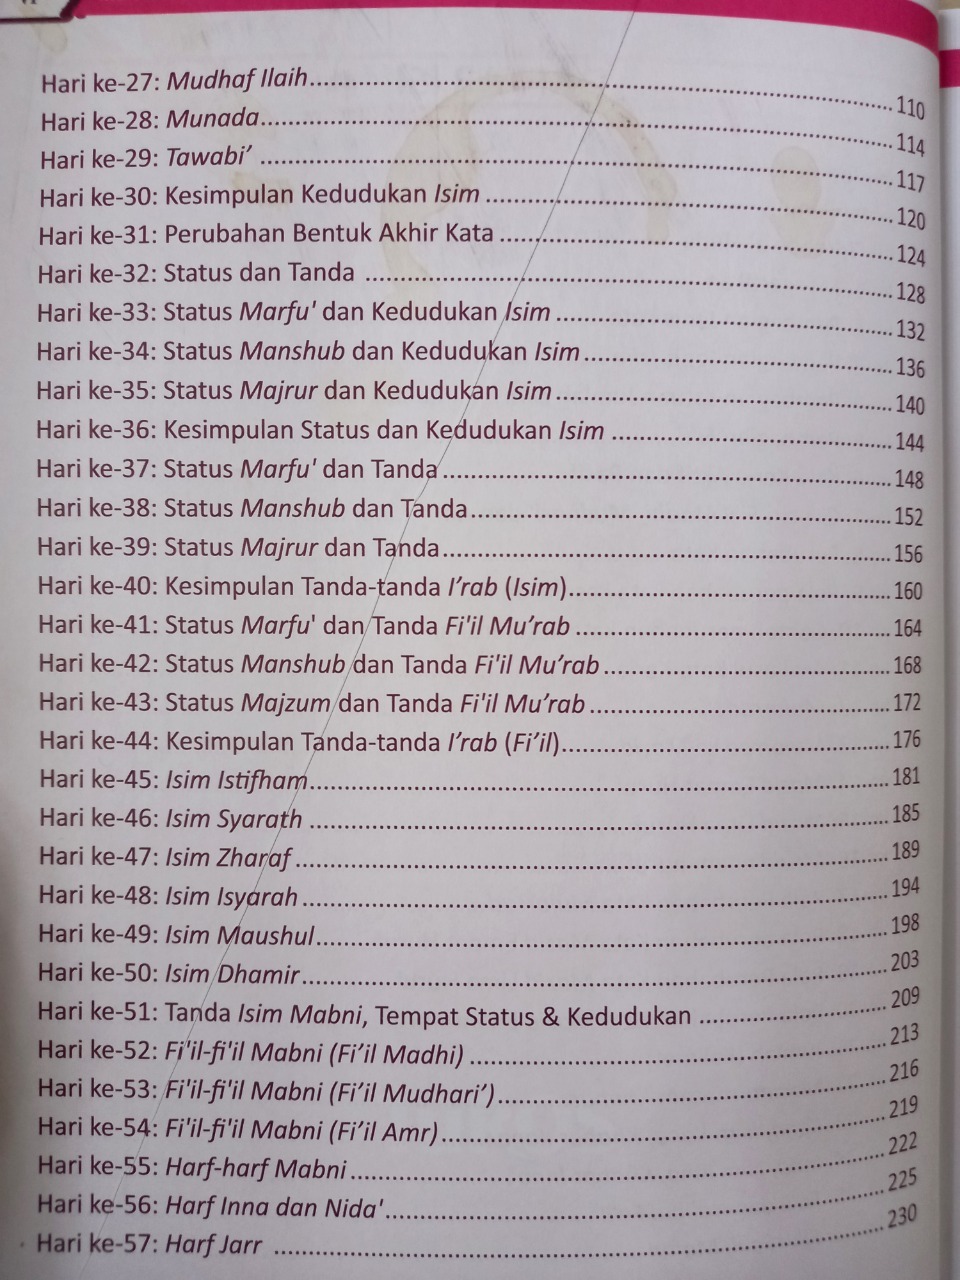 Hari ke-27: Mudhaf Ilaih 110
Hari ke-28: Munada 114
Hari ke-29: Tawabi’ 117
Hari ke-30: Kesimpulan Kedudukan Isim 120
Hari ke-31: Perubahan Bentuk Akhir Kata 124
Hari ke-32: Status dan Tanda 128
Hari ke-33: Status Marfu' dan Kedudukan Isim 132
Hari ke-34: Status Manshub dan Kedudukan Isim 136
Hari ke-35: Status Majrur dan Kedudukan Isim 140
Hari ke-36: Kesimpulan Status dan Kedudukan Isim 144
Hari ke-37: Status Marfu' dan Tanda 148
Hari ke-38: Status Manshub dan Tanda 152
Hari ke-39: Status Majrur dan Tanda 156
Hari ke-40: Kesimpulan Tanda-tanda I’rab (Isim) 160
Hari ke-41: Status Marfu' dan Tanda Fi'il Mu’rab 164
Hari ke-42: Status Manshub dan Tanda Fi'il Mu’rab 168
Hari ke-43: Status Majzum dan Tanda Fi'il Mu’rab 172
Hari ke-44: Kesimpulan Tanda-tanda I’rab (Fi’il) 176
Hari ke-45: Isim Istifham 181
Hari ke-46: Isim Syarath 185
Hari ke-47: Isim Zharaf 189
Hari ke-48: Isim Isyarah 194
Hari ke-49: Isim Maushul 198
Hari ke-50: Isim Dhamir 203
Hari ke-51: Tanda Isim Mabni, Tempat Status & Kedudukan 209
Hari ke-52: Fi'il-fi'il Mabni (Fi’il Madhi) 213
Hari ke-53: Fi'il-fi'il Mabni (Fi’il Mudhari’) 216
Hari ke-54: Fi'il-fi'il Mabni (Fi’il Amr) 219
Hari ke-55: Harf-harf Mabni 222
Hari ke-56: Harf Inna dan Nida' 225
Hari ke-57: Harf Jarr 230